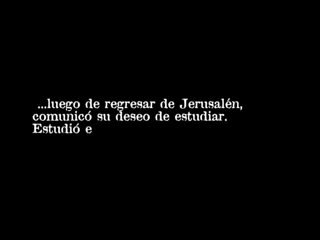 ...luego de regresar de Jerusalén,
comunicó su deseo de estudiar.
Estudió e